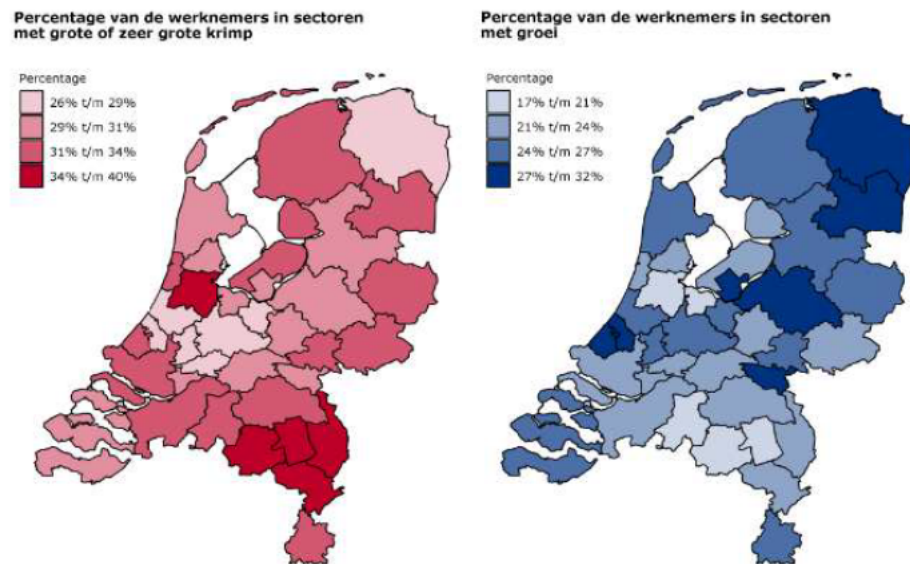 Percentage van de werknemers in sectoren
met grote of zeer grote krimp
Percentage
26% t/m 29%
29% t/m 31%
31% t/m 34%
34% t/m 40%
Percentage van de werknemers in sectoren
met groei
Percentage
17% t/m 21%
21% t/m 24%
24% t/m 27%
27% t/m 32%